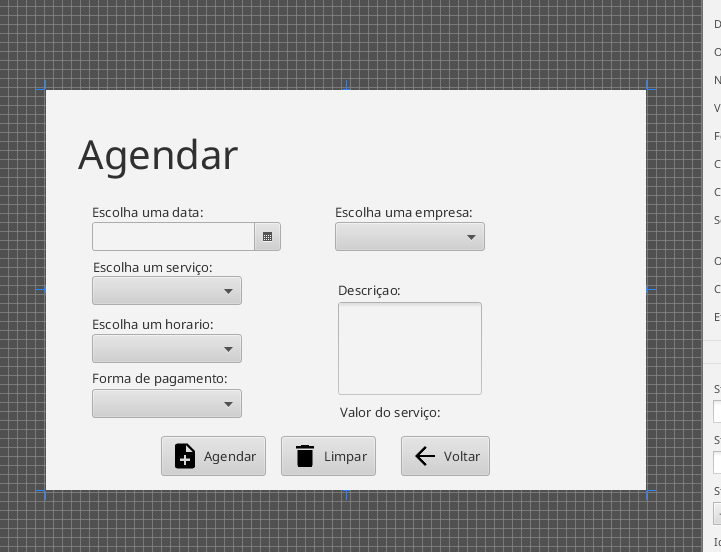 Agendar
Escolha uma data:
Escolha uma empresa:
Escolha um serviço:
Descriçao:
Escolha um horario:
Forma de pagamento:
Valor do serviço:
Agendar
Limpar
Voltar